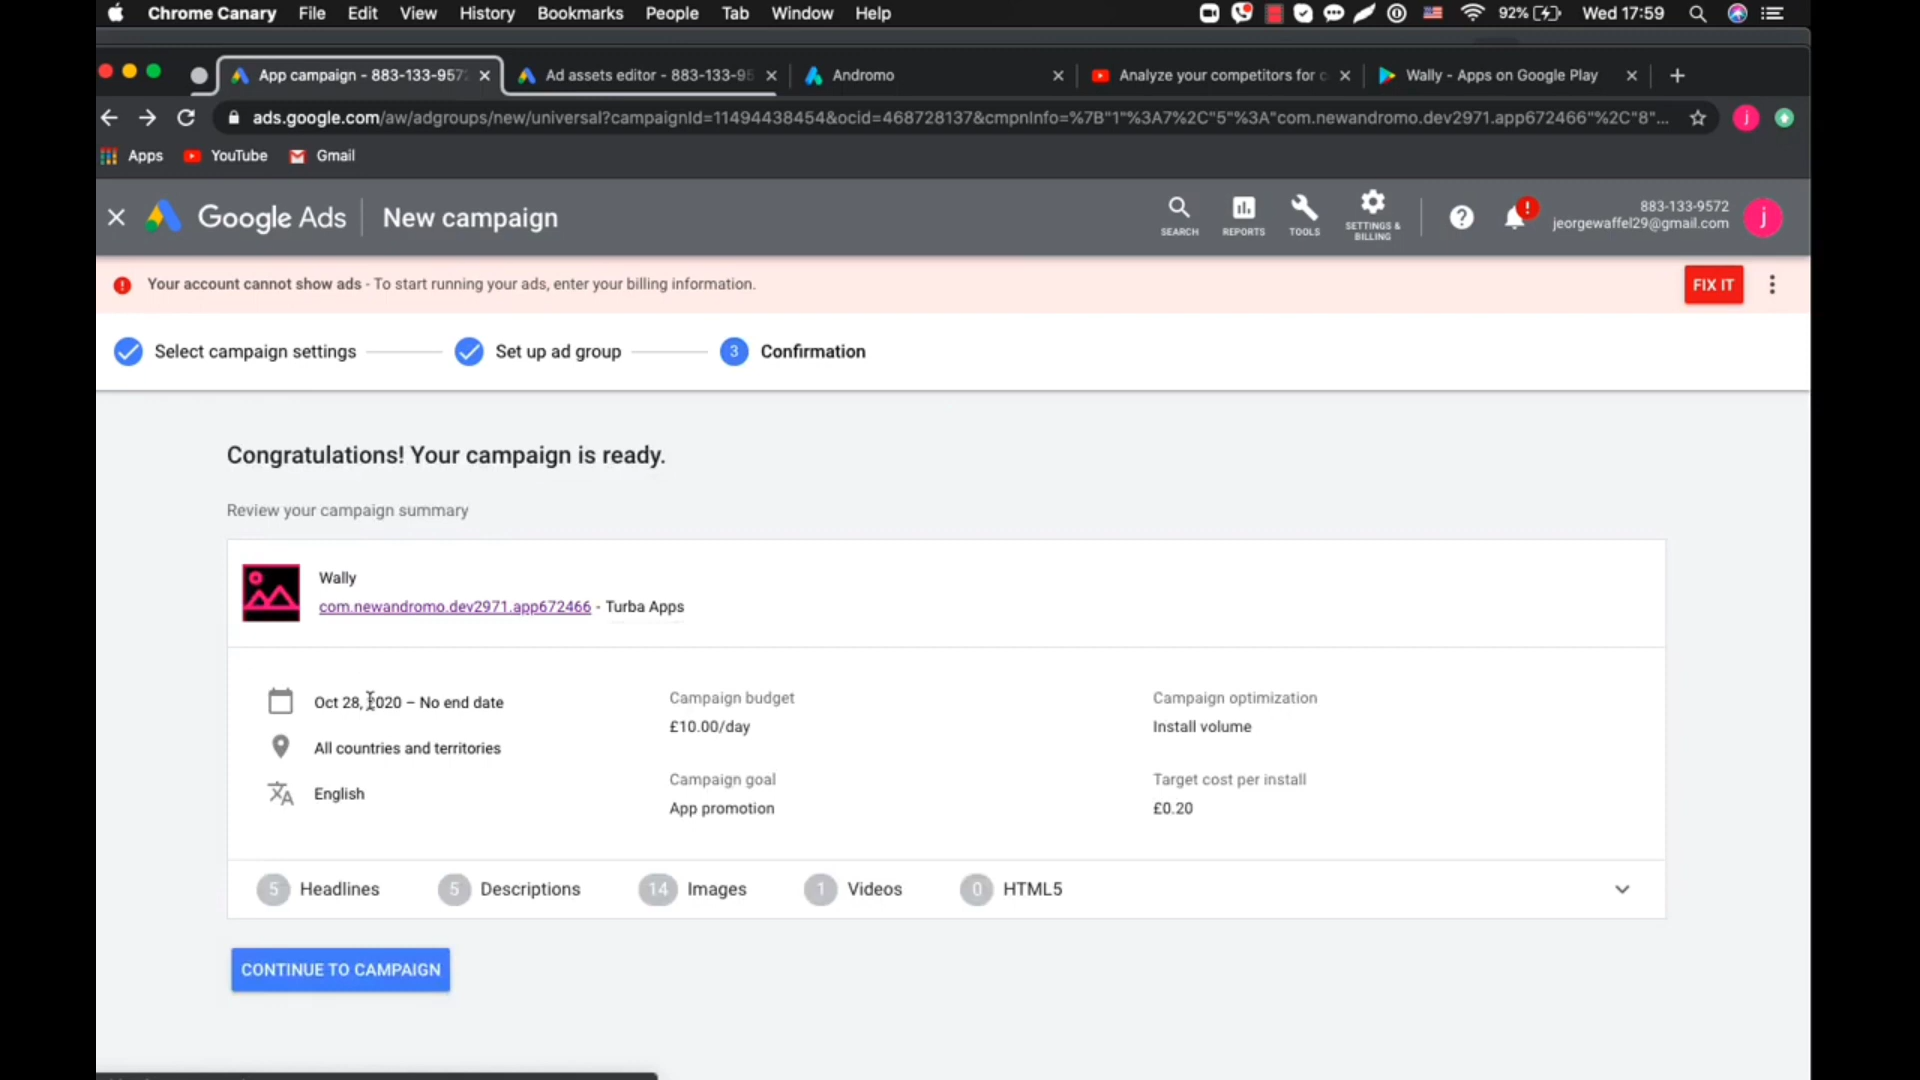 Chrome Canary File Edit View History Bookmarks People Tab Window Help 92% Wed 17:59
App campaign - 883-133-957 Ad assets editor - 883-133-95 Andromo Analyze your competitors for c Wally - Apps on Google Play
ads.google.com/aw/adgroups/new/universal?campaignId=11494438454&ocid=468728137&cmpnInfo=%7B"1"%3A7%2C"5"%3A"com.newandromo.dev2971.app672466"%2C"8"... j
Apps YouTube Gmail
Google Ads New campaign
SEARCH REPORTS TOOLS SETTINGS & BILLING
883-133-9572
jeorgewaffel29@gmail.com
j
Your account cannot show ads - To start running your ads, enter your billing information. FIX IT
Select campaign settings Set up ad group 3 Confirmation
Congratulations! Your campaign is ready.
Review your campaign summary
Wally
com.newandromo.dev2971.app672466 - Turba Apps
Oct 28, 2020 – No end date
All countries and territories
English
Campaign budget
£10.00/day
Campaign goal
App promotion
Campaign optimization
Install volume
Target cost per install
£0.20
5 Headlines 5 Descriptions 14 Images 1 Videos 0 HTML5
CONTINUE TO CAMPAIGN